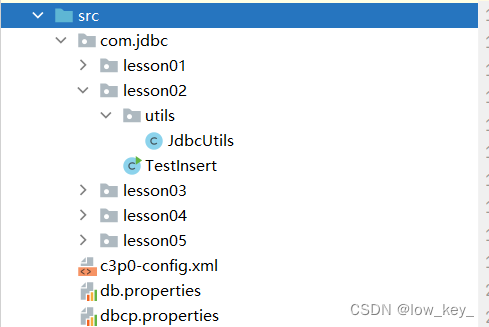 src
com.jdbc
lesson01
lesson02
utils
C JdbcUtils
C TestInsert
lesson03
lesson04
lesson05
c3p0-config.xml
db.properties
dbcp.properties
CSDN @low_key_